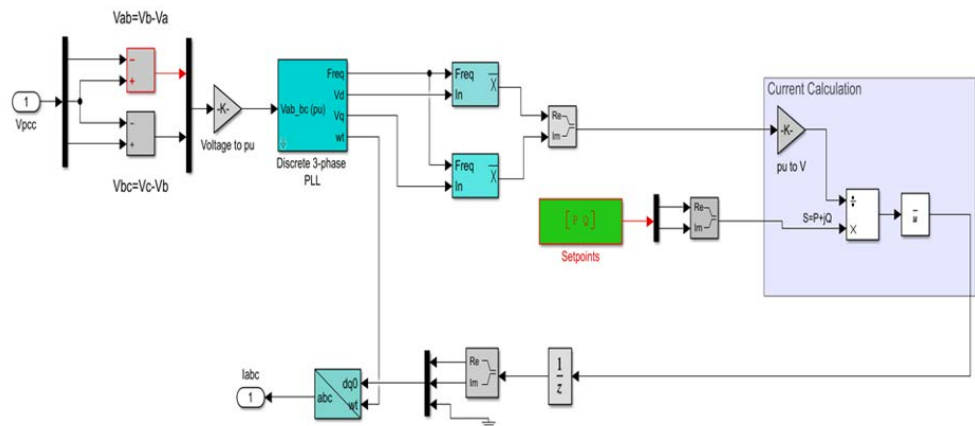 Vab=Vb-Va
1
Vpcc
−
+
−
+
Vbc=Vc-Vb
-K-
Voltage to pu
Vab_bc (pu)
Freq
Vd
Vq
wt
Discrete 3-phase
PLL
Freq
In
X
Freq
In
X
Re
Im
Current Calculation
-K-
pu to V
[P Q]
Setpoints
Re
Im
S=P+jQ
÷
×
1
z
Re
Im
dq0
wt
abc
Iabc
1